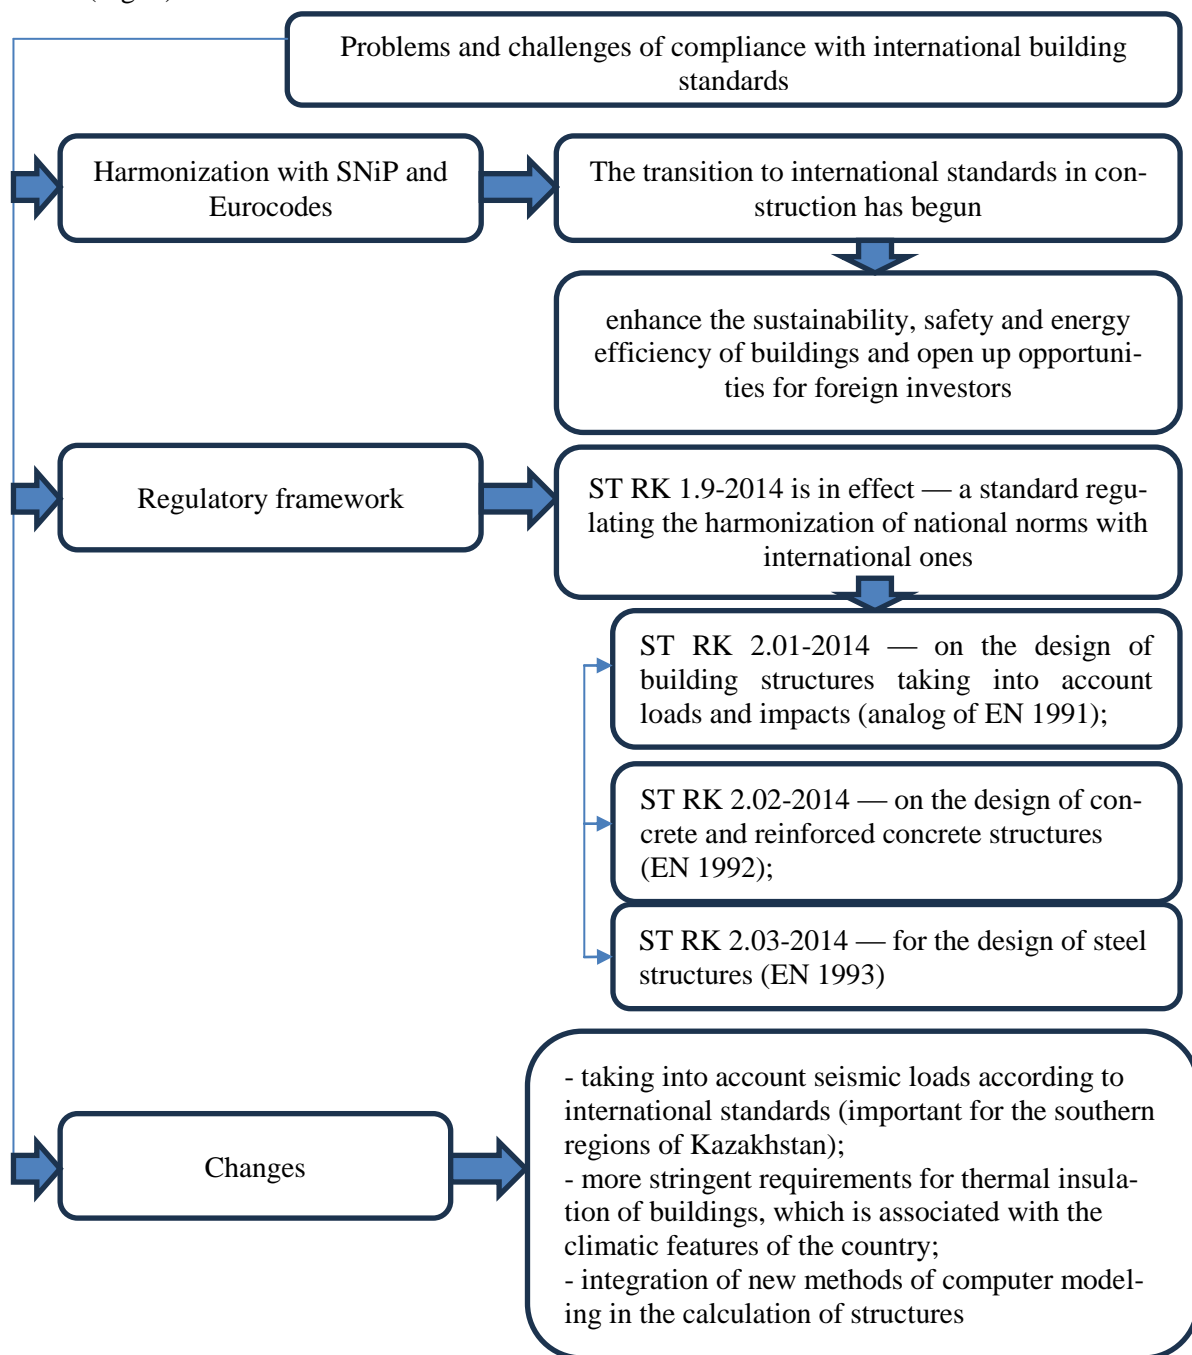 Problems and challenges of compliance with international building
standards
Harmonization with SNiP and
Eurocodes
The transition to international standards in con-
struction has begun
enhance the sustainability, safety and energy
efficiency of buildings and open up opportuni-
ties for foreign investors
Regulatory framework
ST RK 1.9-2014 is in effect — a standard regu-
lating the harmonization of national norms with
international ones
ST RK 2.01-2014 — on the design of
building structures taking into account
loads and impacts (analog of EN 1991);
ST RK 2.02-2014 — on the design of con-
crete and reinforced concrete structures
(EN 1992);
ST RK 2.03-2014 — for the design of steel
structures (EN 1993)
Changes
- taking into account seismic loads according to
international standards (important for the southern
regions of Kazakhstan);
- more stringent requirements for thermal insula-
tion of buildings, which is associated with the
climatic features of the country;
- integration of new methods of computer model-
ing in the calculation of structures